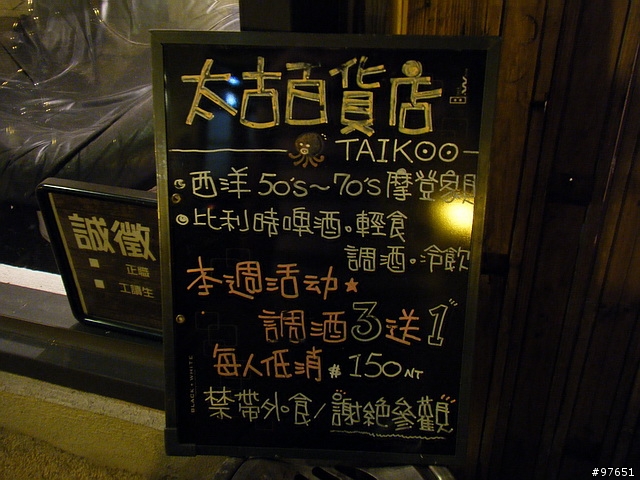 太古百貨店
TAIKOO
西洋50's~70's摩登家具
比利時啤酒。輕食
調酒。冷飲
本週活动★
調酒3送1
每人低消 # 150NT
禁帶外食/謝絕參觀
BLACK + WHITE
誠徵
正職
工讀生
#97651